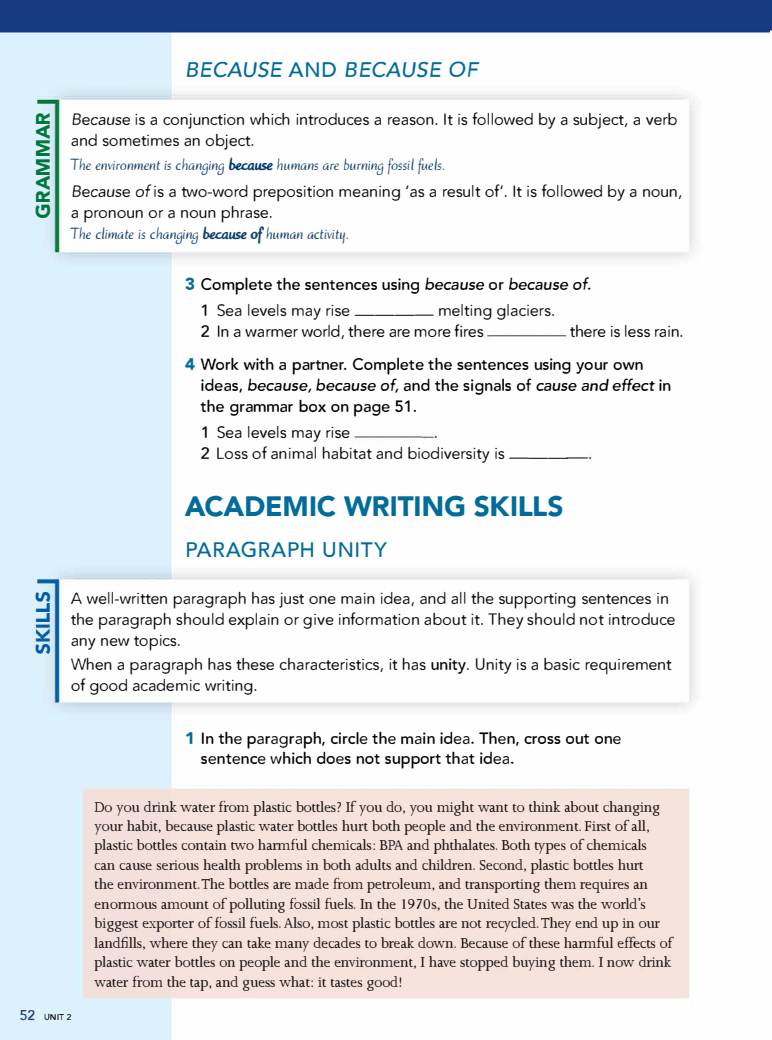 BECAUSE AND BECAUSE OF
GRAMMAR
Because is a conjunction which introduces a reason. It is followed by a subject, a verb
and sometimes an object.
The environment is changing because humans are burning fossil fuels.
Because of is a two-word preposition meaning ‘as a result of’. It is followed by a noun,
a pronoun or a noun phrase.
The climate is changing because of human activity.
3 Complete the sentences using because or because of.
1 Sea levels may rise __________ melting glaciers.
2 In a warmer world, there are more fires __________ there is less rain.
4 Work with a partner. Complete the sentences using your own
ideas, because, because of, and the signals of cause and effect in
the grammar box on page 51.
1 Sea levels may rise __________.
2 Loss of animal habitat and biodiversity is __________.
ACADEMIC WRITING SKILLS
PARAGRAPH UNITY
SKILLS
A well-written paragraph has just one main idea, and all the supporting sentences in
the paragraph should explain or give information about it. They should not introduce
any new topics.
When a paragraph has these characteristics, it has unity. Unity is a basic requirement
of good academic writing.
1 In the paragraph, circle the main idea. Then, cross out one
sentence which does not support that idea.
Do you drink water from plastic bottles? If you do, you might want to think about changing
your habit, because plastic water bottles hurt both people and the environment. First of all,
plastic bottles contain two harmful chemicals: BPA and phthalates. Both types of chemicals
can cause serious health problems in both adults and children. Second, plastic bottles hurt
the environment. The bottles are made from petroleum, and transporting them requires an
enormous amount of polluting fossil fuels. In the 1970s, the United States was the world’s
biggest exporter of fossil fuels. Also, most plastic bottles are not recycled. They end up in our
landfills, where they can take many decades to break down. Because of these harmful effects of
plastic water bottles on people and the environment, I have stopped buying them. I now drink
water from the tap, and guess what: it tastes good!
52 UNIT 2